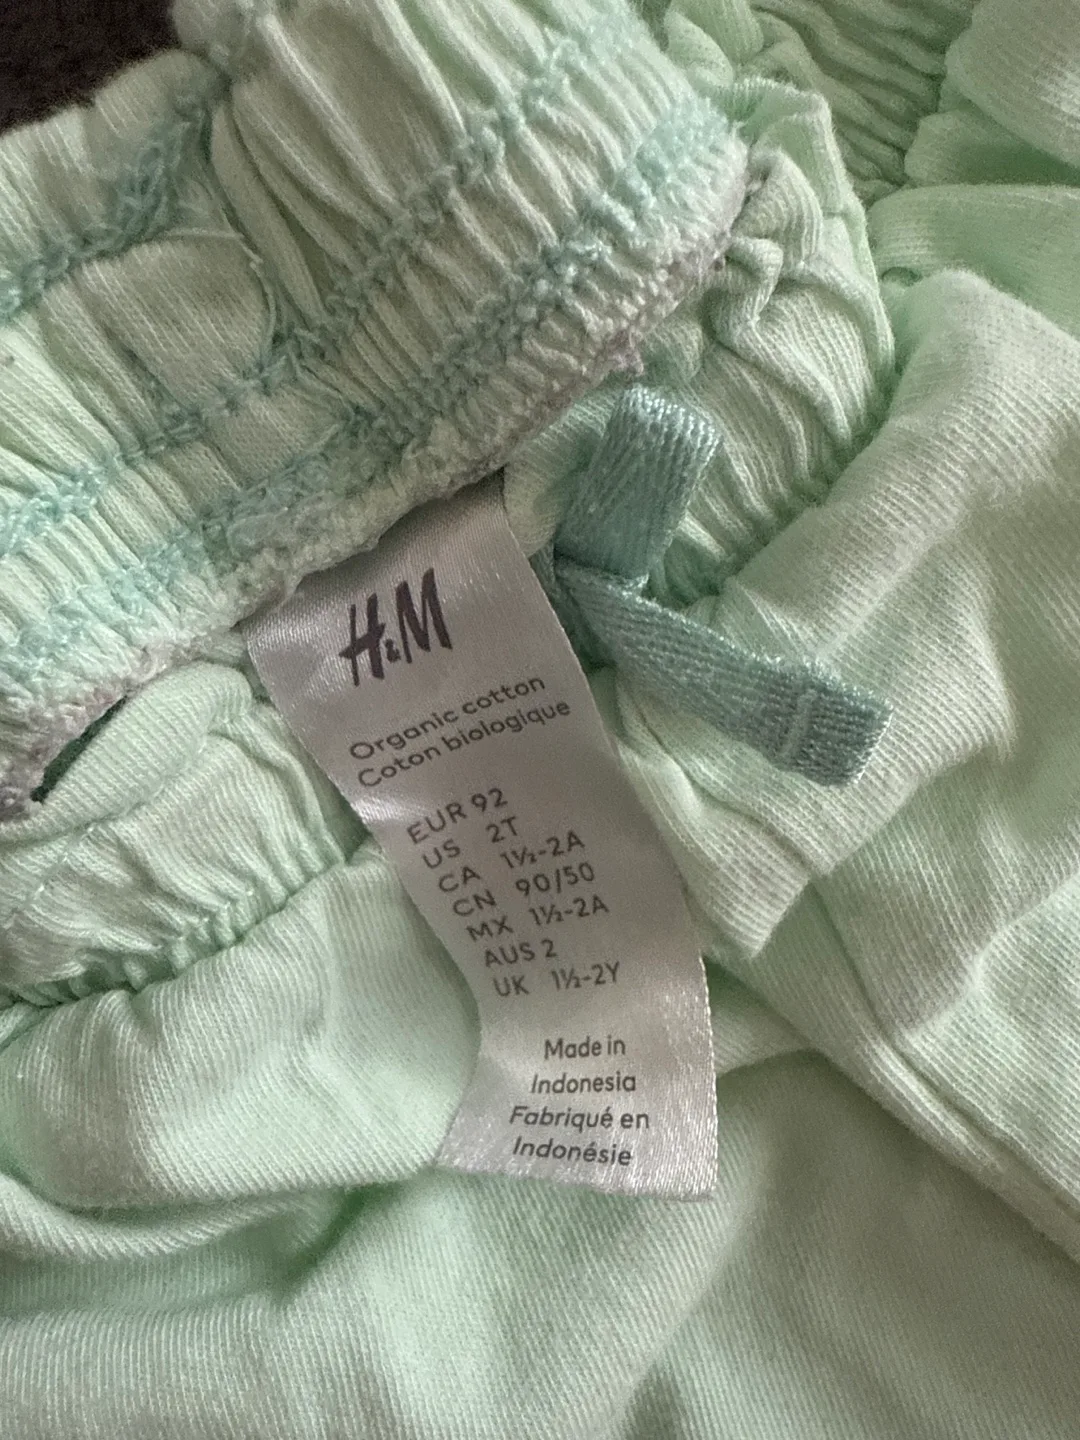 H&M
Organic cotton
Coton biologique
EUR 92
US 2T
CA 1½-2A
CN 90/50
MX 1½-2A
AUS 2
UK 1½-2Y
Made in
Indonesia
Fabriqué en
Indonésie